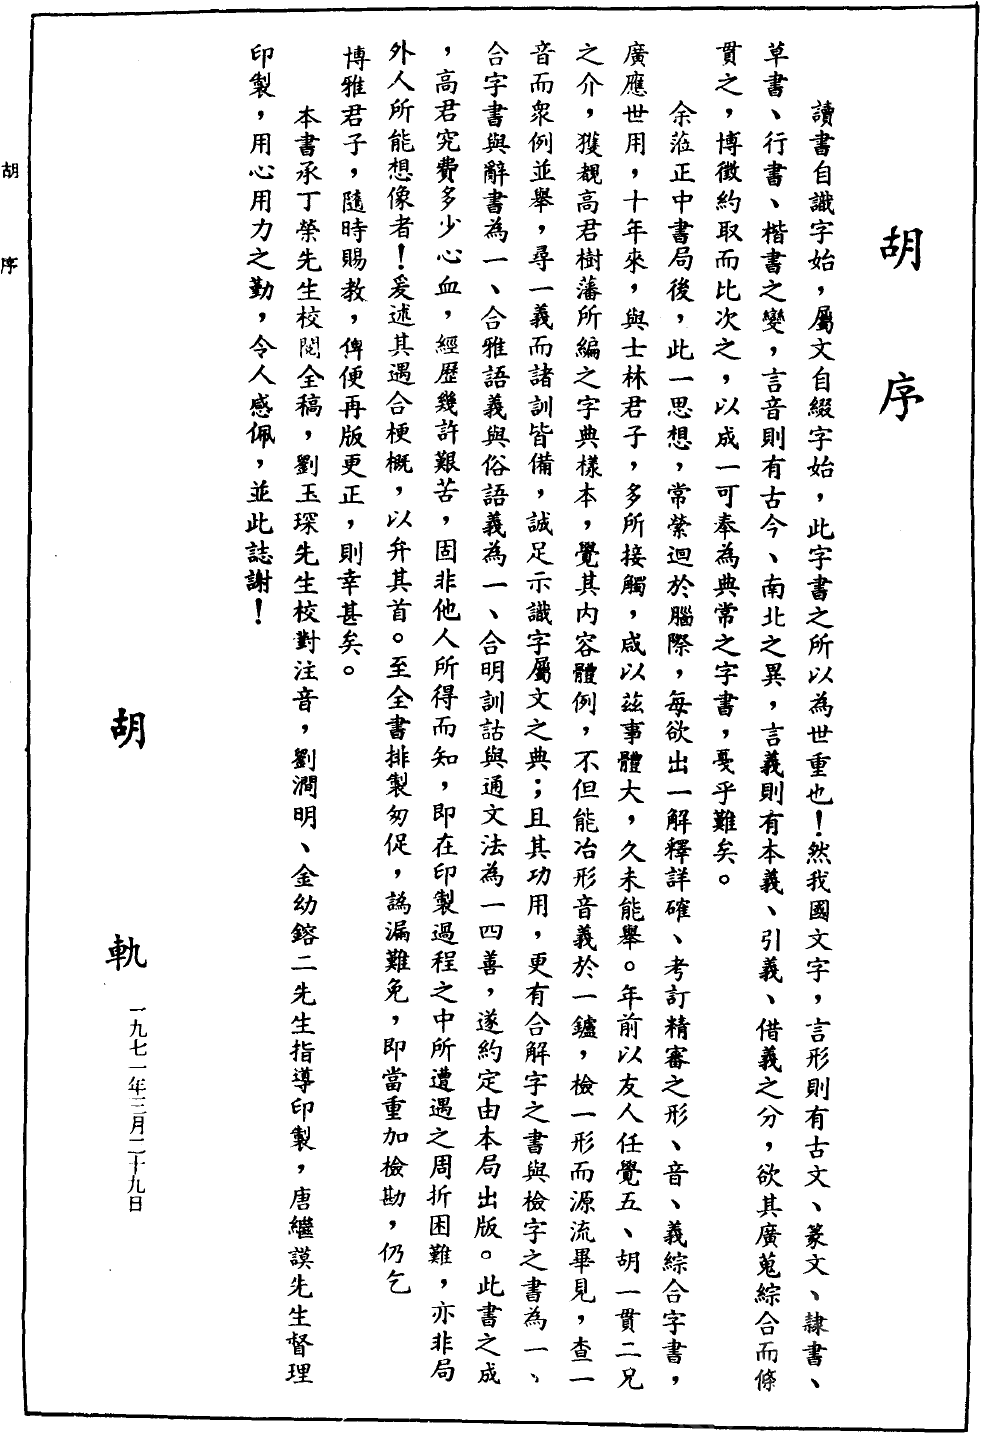 胡序
讀書自識字始，屬文自綴字始，此字書之所以為世重也！然我國文字，言形則有古文、篆文、隸書、
草書、行書、楷書之變，言音則有古今、南北之異，言義則有本義、引義、借義之分，欲其廣蒐綜合而條
貫之，博徵約取而比次之，以成一可奉為典常之字書，戞乎難矣。
余涖正中書局後，此一思想，常縈迴於腦際，每欲出一解釋詳確、考訂精審之形、音、義綜合字書，
廣應世用，十年來，與士林君子，多所接觸，咸以茲事體大，久未能舉。年前以友人任覺五、胡一貫二兄
之介，獲覩高君樹藩所編之字典樣本，覺其內容體例，不但能冶形音義於一鑪，檢一形而源流畢見，查一
音而衆例並舉，尋一義而諸訓皆備，誠足示識字屬文之典；且其功用，更有合解字之書與檢字之書為一、
合字書與辭書為一、合雅語義與俗語義為一、合明訓詁與通文法為一四善，遂約定由本局出版。此書之成
，高君究費多少心血，經歷幾許艱苦，固非他人所得而知，即在印製過程之中所遭遇之周折困難，亦非局
外人所能想像者！爰述其遇合梗概，以弁其首。至全書排製匆促，譌漏難免，即當重加檢勘，仍乞
博雅君子，隨時賜教，俾便再版更正，則幸甚矣。
本書承丁榮先生校閱全稿，劉玉琛先生校對注音，劉澗明、金幼鎔二先生指導印製，唐繼謨先生督理
印製，用心用力之勤，令人感佩，並此誌謝！
胡軌
一九七一年三月二十九日
胡序